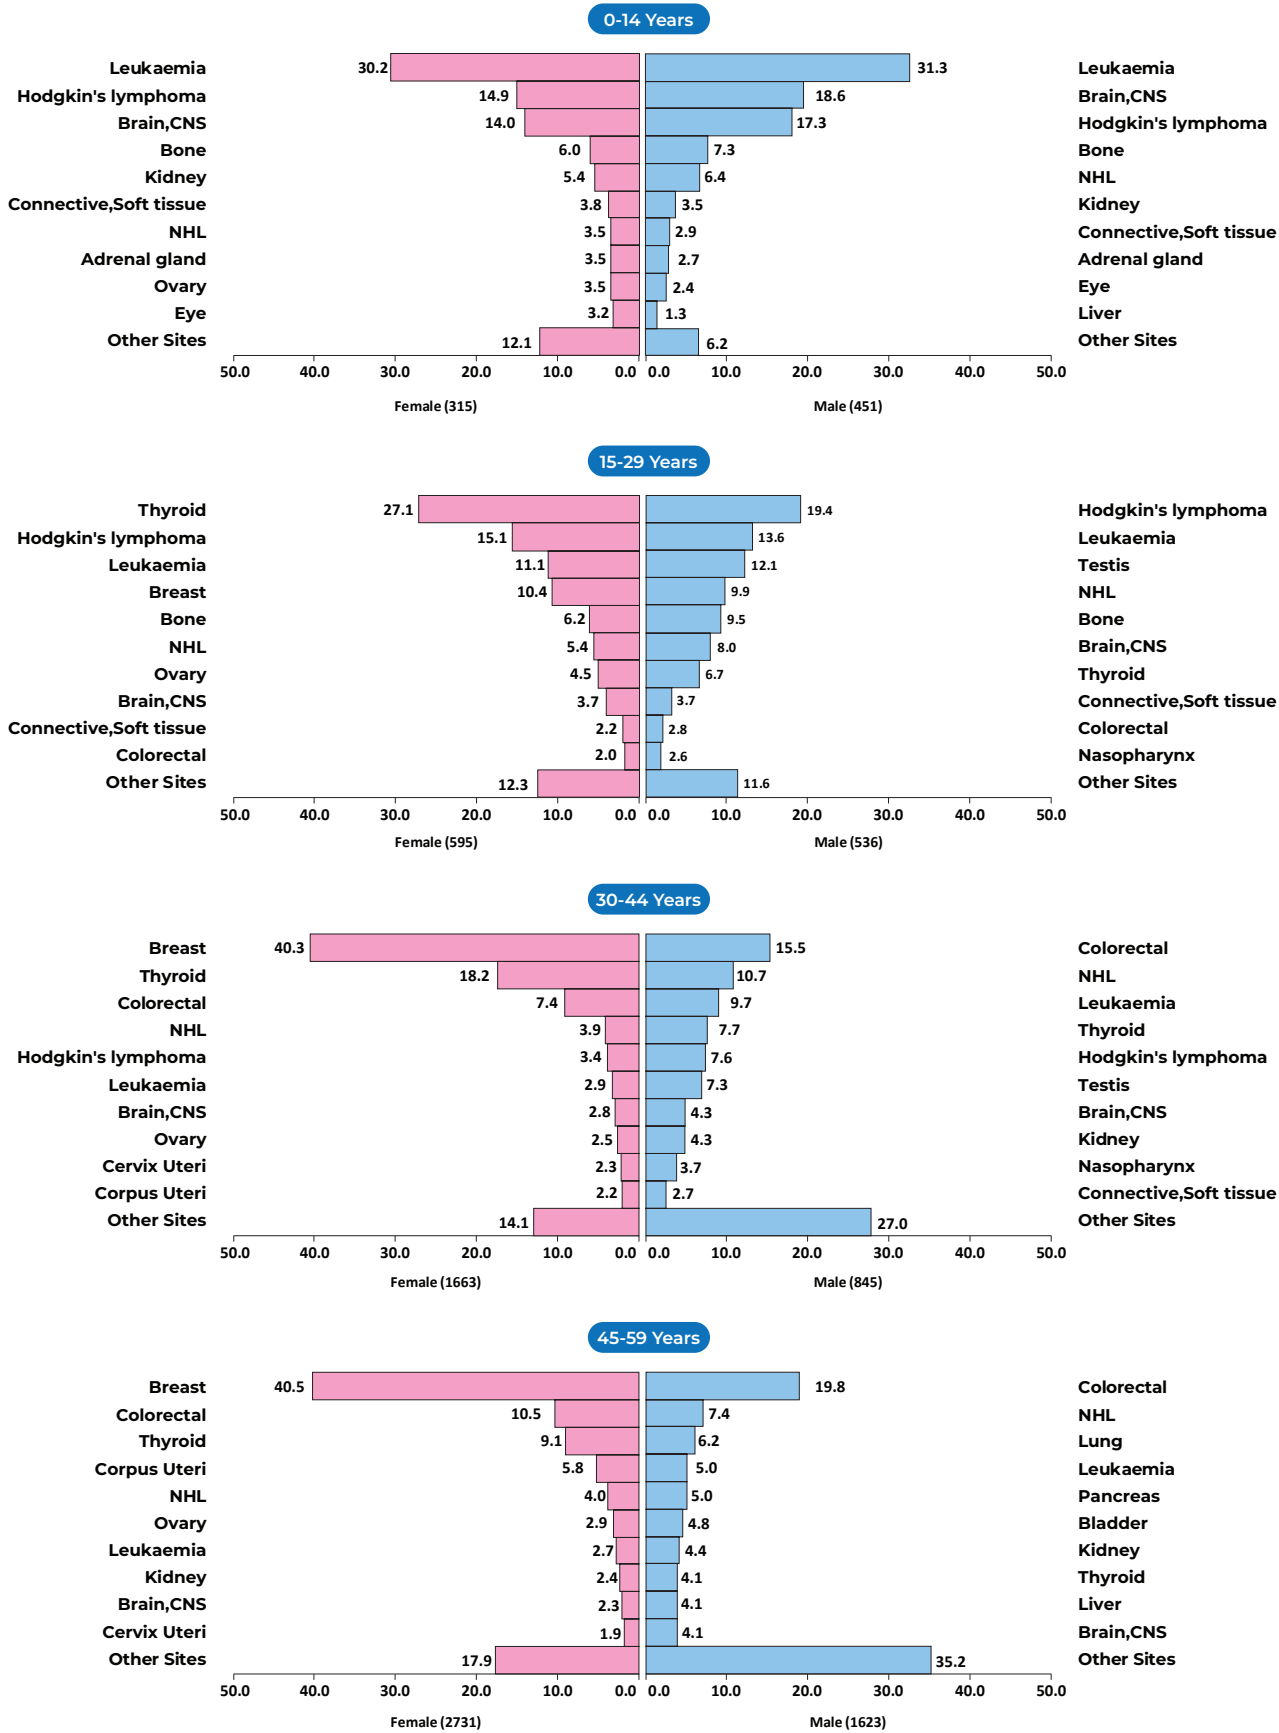 0-14 Years
Leukaemia 30.2 31.3 Leukaemia
Hodgkin's lymphoma 14.9 18.6 Brain,CNS
Brain,CNS 14.0 17.3 Hodgkin's lymphoma
Bone 6.0 7.3 Bone
Kidney 5.4 6.4 NHL
Connective,Soft tissue 3.8 3.5 Kidney
NHL 3.5 2.9 Connective,Soft tissue
Adrenal gland 3.5 2.7 Adrenal gland
Ovary 3.5 2.4 Eye
Eye 3.2 1.3 Liver
Other Sites 12.1 6.2 Other Sites
50.0 40.0 30.0 20.0 10.0 0.0 0.0 10.0 20.0 30.0 40.0 50.0
Female (315) Male (451)
15-29 Years
Thyroid 27.1 19.4 Hodgkin's lymphoma
Hodgkin's lymphoma 15.1 13.6 Leukaemia
Leukaemia 11.1 12.1 Testis
Breast 10.4 9.9 NHL
Bone 6.2 9.5 Bone
NHL 5.4 8.0 Brain,CNS
Ovary 4.5 6.7 Thyroid
Brain,CNS 3.7 3.7 Connective,Soft tissue
Connective,Soft tissue 2.2 2.8 Colorectal
Colorectal 2.0 2.6 Nasopharynx
Other Sites 12.3 11.6 Other Sites
50.0 40.0 30.0 20.0 10.0 0.0 0.0 10.0 20.0 30.0 40.0 50.0
Female (595) Male (536)
30-44 Years
Breast 40.3 15.5 Colorectal
Thyroid 18.2 10.7 NHL
Colorectal 7.4 9.7 Leukaemia
NHL 3.9 7.7 Thyroid
Hodgkin's lymphoma 3.4 7.6 Hodgkin's lymphoma
Leukaemia 2.9 7.3 Testis
Brain,CNS 2.8 4.3 Brain,CNS
Ovary 2.5 4.3 Kidney
Cervix Uteri 2.3 3.7 Nasopharynx
Corpus Uteri 2.2 2.7 Connective,Soft tissue
Other Sites 14.1 27.0 Other Sites
50.0 40.0 30.0 20.0 10.0 0.0 0.0 10.0 20.0 30.0 40.0 50.0
Female (1663) Male (845)
45-59 Years
Breast 40.5 19.8 Colorectal
Colorectal 10.5 7.4 NHL
Thyroid 9.1 6.2 Lung
Corpus Uteri 5.8 5.0 Leukaemia
NHL 4.0 5.0 Pancreas
Ovary 2.9 4.8 Bladder
Leukaemia 2.7 4.4 Kidney
Kidney 2.4 4.1 Thyroid
Brain,CNS 2.3 4.1 Liver
Cervix Uteri 1.9 4.1 Brain,CNS
Other Sites 17.9 35.2 Other Sites
50.0 40.0 30.0 20.0 10.0 0.0 0.0 10.0 20.0 30.0 40.0 50.0
Female (2731) Male (1623)